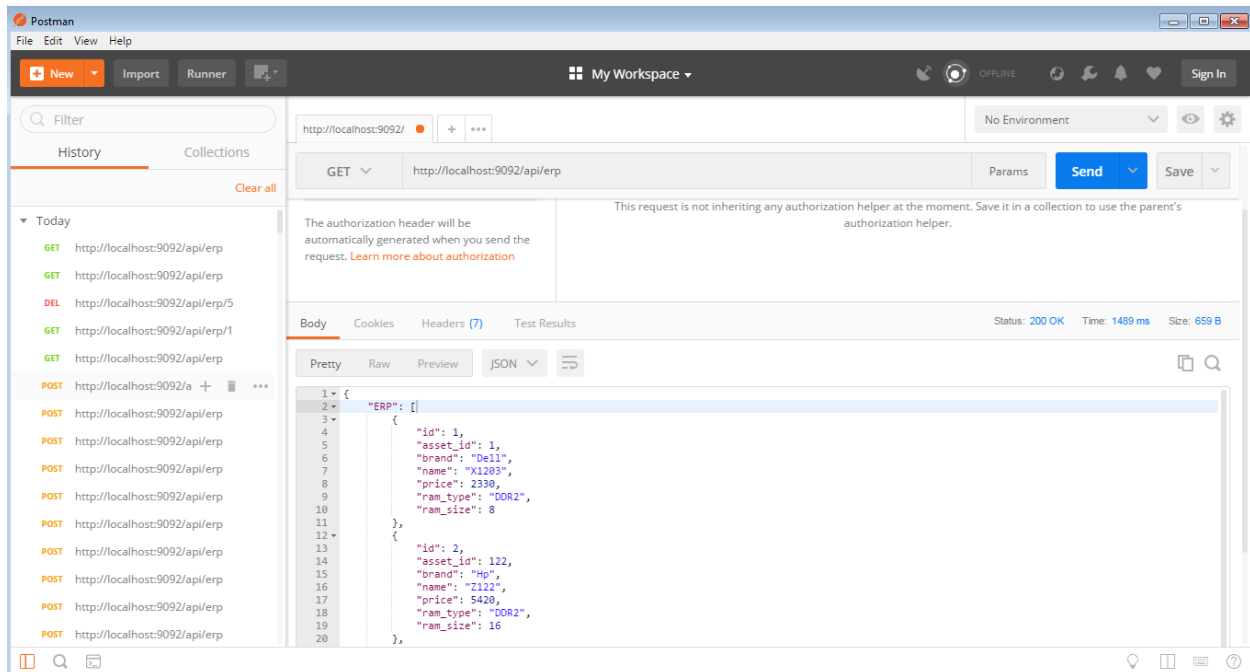 Postman
File Edit View Help
New Import Runner My Workspace OFFLINE Sign In
Filter
History Collections
Clear all
Today
GET http://localhost:9092/api/erp
GET http://localhost:9092/api/erp
DEL http://localhost:9092/api/erp/5
GET http://localhost:9092/api/erp/1
GET http://localhost:9092/api/erp
POST http://localhost:9092/a
POST http://localhost:9092/api/erp
POST http://localhost:9092/api/erp
POST http://localhost:9092/api/erp
POST http://localhost:9092/api/erp
POST http://localhost:9092/api/erp
POST http://localhost:9092/api/erp
POST http://localhost:9092/api/erp
POST http://localhost:9092/api/erp
POST http://localhost:9092/api/erp
http://localhost:9092/ + •••
No Environment
GET http://localhost:9092/api/erp Params Send Save
The authorization header will be
automatically generated when you send the
request. Learn more about authorization
This request is not inheriting any authorization helper at the moment. Save it in a collection to use the parent's
authorization helper.
Body Cookies Headers (7) Test Results Status: 200 OK Time: 1489 ms Size: 659 B
Pretty Raw Preview JSON
1 {
2 "ERP": [
3 {
4 "id": 1,
5 "asset_id": 1,
6 "brand": "Dell",
7 "name": "X1203",
8 "price": 2330,
9 "ram_type": "DDR2",
10 "ram_size": 8
11 },
12 {
13 "id": 2,
14 "asset_id": 122,
15 "brand": "Hp",
16 "name": "Z122",
17 "price": 5420,
18 "ram_type": "DDR2",
19 "ram_size": 16
20 },